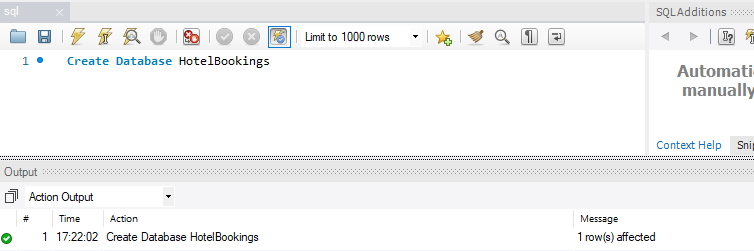 sql
SQLAdditions
Limit to 1000 rows
1 Create Database HotelBookings
Automati
manually
Context Help Snip
Output
Action Output
# Time Action Message
1 17:22:02 Create Database HotelBookings 1 row(s) affected